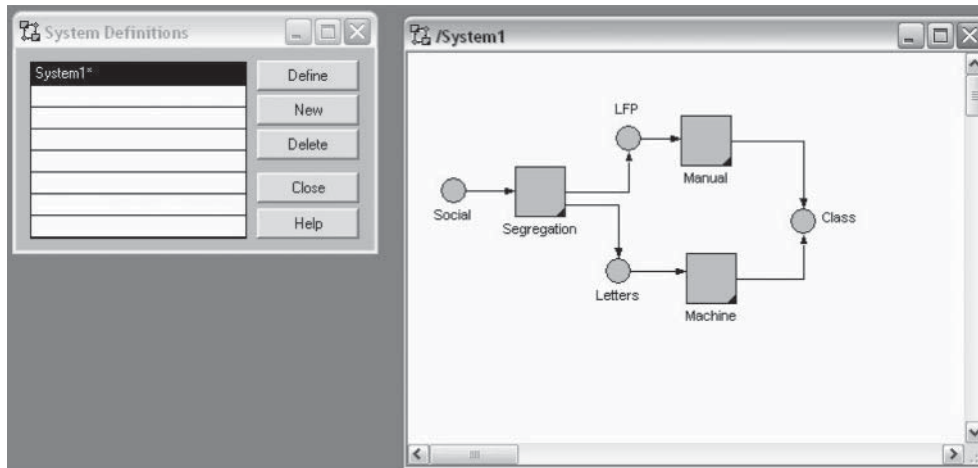 System Definitions
System1*
Define
New
Delete
Close
Help
/System1
LFP
Manual
Social
Segregation
Class
Letters
Machine